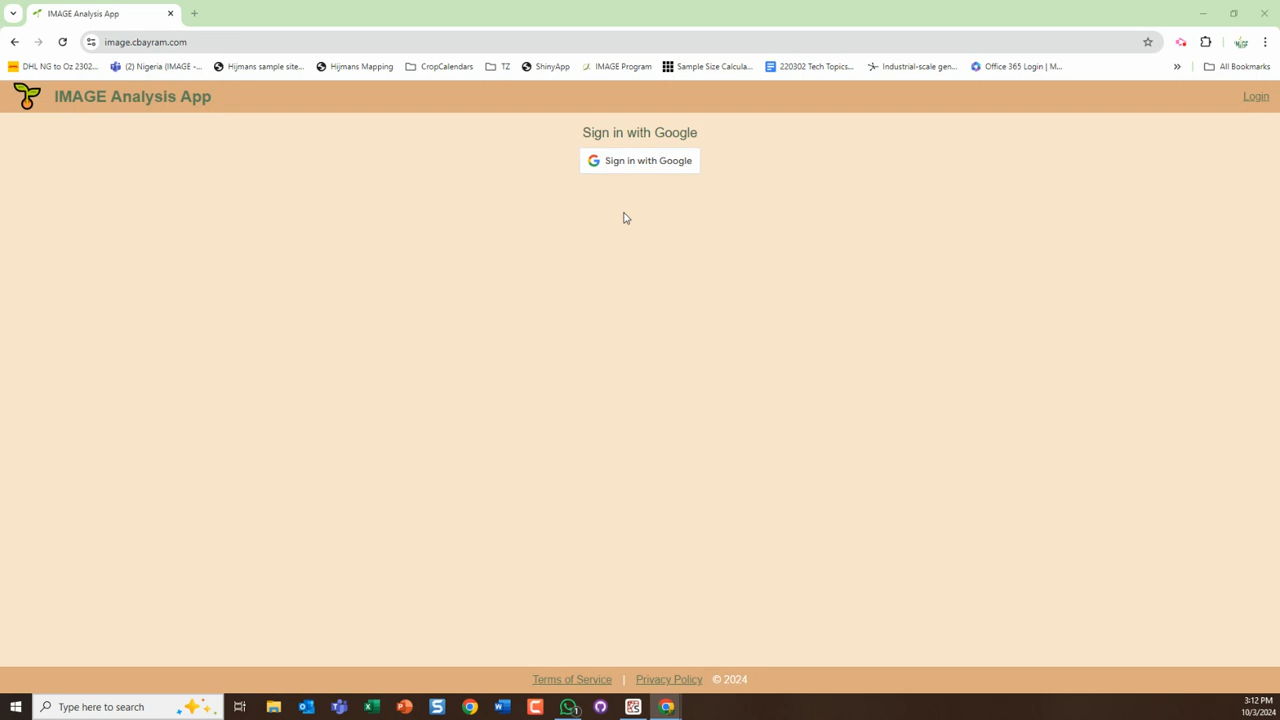 IMAGE Analysis App
image.cbayram.com
DHL NG to Oz 2302...
(2) Nigeria (IMAGE -...
Hijmans sample site...
Hijmans Mapping
CropCalendars
TZ
ShinyApp
IMAGE Program
Sample Size Calcula...
220302 Tech Topics...
Industrial-scale gen...
Office 365 Login | M...
»
All Bookmarks
IMAGE Analysis App
Login
Sign in with Google
Sign in with Google
Terms of Service | Privacy Policy © 2024
Type here to search
1
3:12 PM
10/3/2024